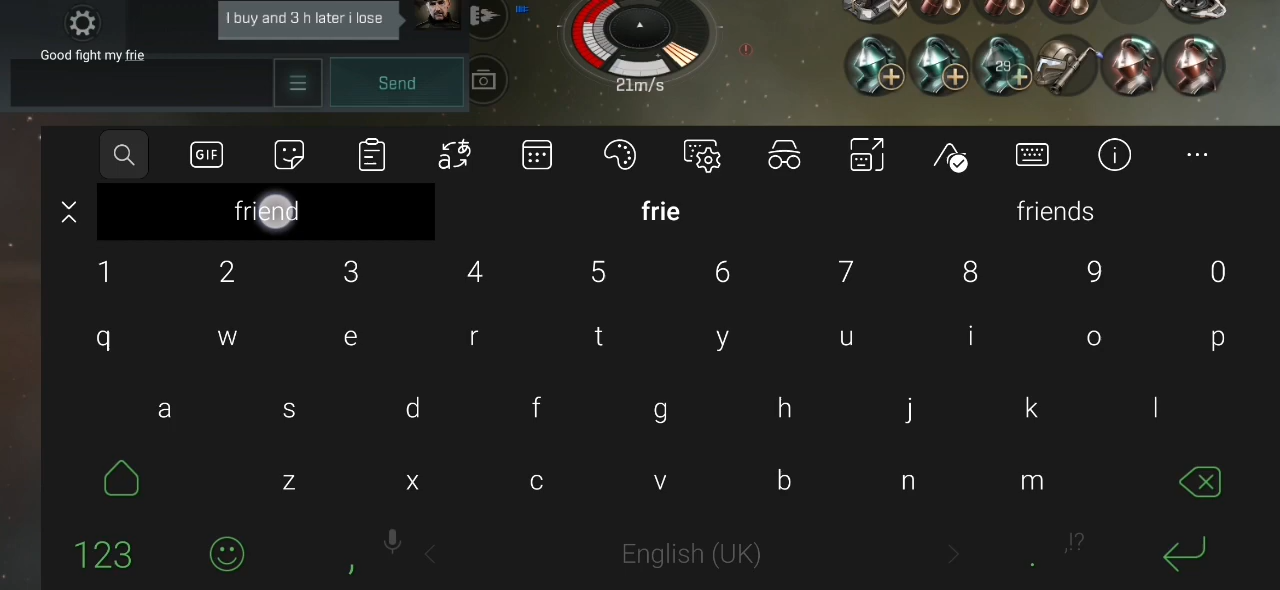 I buy and 3 h later i lose
Good fight my frie
Send
21m/s
29
GIF
friend frie friends
1 2 3 4 5 6 7 8 9 0
q w e r t y u i o p
a s d f g h j k l
z x c v b n m
123 , English (UK) . ,!?